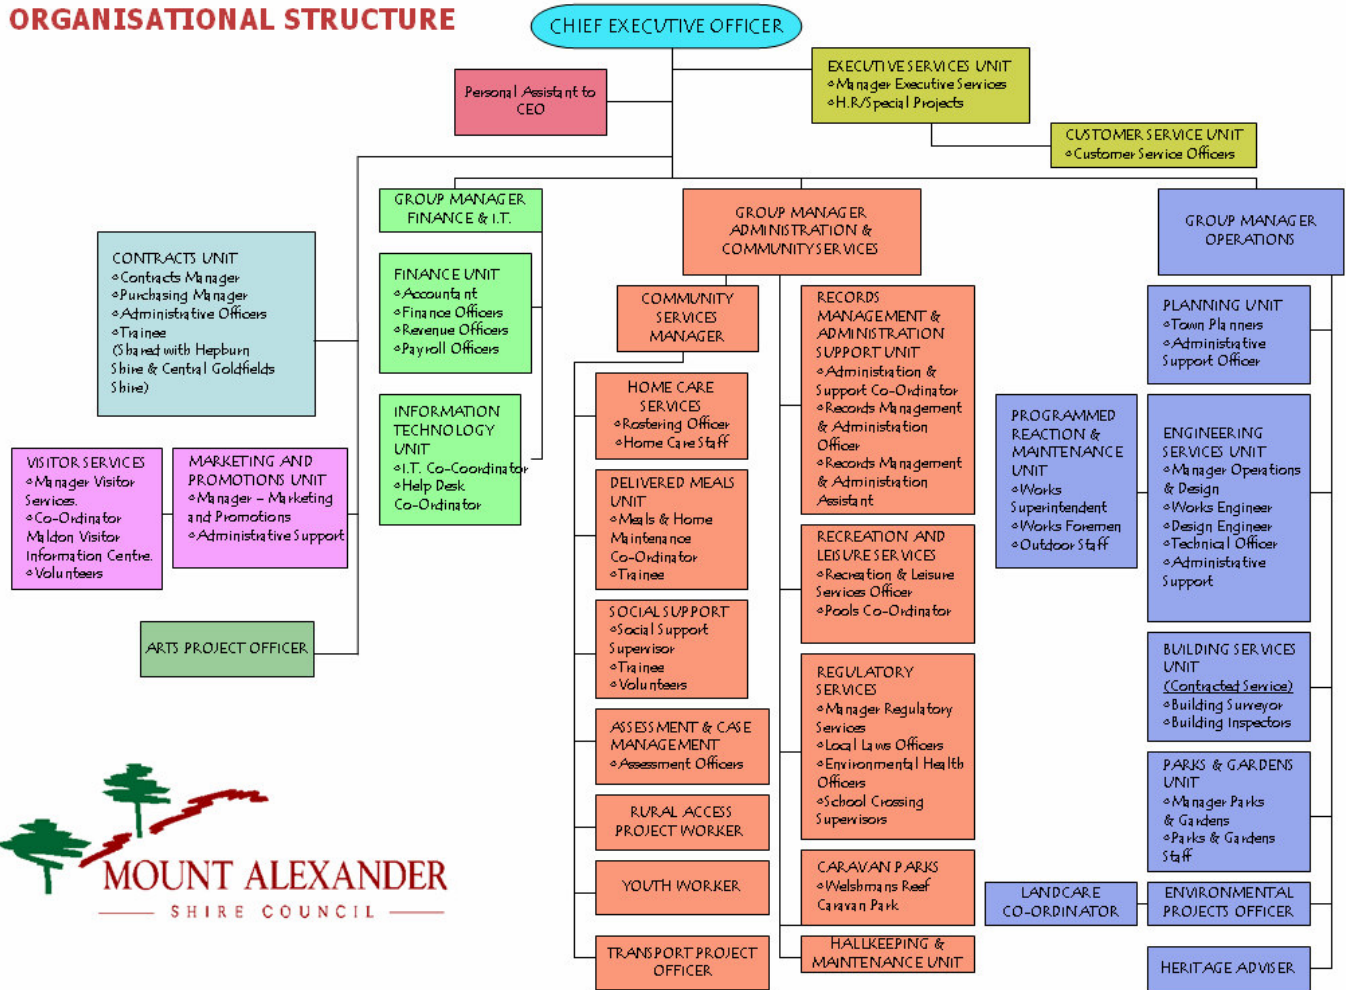 ORGANISATIONAL STRUCTURE
CHIEF EXECUTIVE OFFICER
Personal Assistant to
CEO
EXECUTIVE SERVICES UNIT
Manager Executive Services
H.R/Special Projects
CUSTOMER SERVICE UNIT
Customer Service Officers
CONTRACTS UNIT
Contracts Manager
Purchasing Manager
Administrative Officers
Trainee
(Shared with Hepburn
Shire & Central Goldfields
Shire)
VISITOR SERVICES
Manager Visitor
Services.
Co-Ordinator
Maldon Visitor
Information Centre.
Volunteers
MARKETING AND
PROMOTIONS UNIT
Manager – Marketing
and Promotions
Administrative Support
ARTS PROJECT OFFICER
GROUP MANAGER
FINANCE & I.T.
FINANCE UNIT
Accountant
Finance Officers
Revenue Officers
Payroll Officers
INFORMATION
TECHNOLOGY
UNIT
I.T. Co-Coordinator
Help Desk
Co-Ordinator
GROUP MANAGER
ADMINISTRATION &
COMMUNITY SERVICES
COMMUNITY
SERVICES
MANAGER
HOME CARE
SERVICES
Rostering Officer
Home Care Staff
DELIVERED MEALS
UNIT
Meals & Home
Maintenance
Co-Ordinator
Trainee
SOCIAL SUPPORT
Social Support
Supervisor
Trainee
Volunteers
ASSESSMENT & CASE
MANAGEMENT
Assessment Officers
RURAL ACCESS
PROJECT WORKER
YOUTH WORKER
TRANSPORT PROJECT
OFFICER
RECORDS
MANAGEMENT &
ADMINISTRATION
SUPPORT UNIT
Administration &
Support Co-Ordinator
Records Management
& Administration
Officer
Records Management
& Administration
Assistant
RECREATION AND
LEISURE SERVICES
Recreation & Leisure
Services Officer
Pools Co-Ordinator
REGULATORY
SERVICES
Manager Regulatory
Services
Local Laws Officers
Environmental Health
Officers
School Crossing
Supervisors
CARAVAN PARKS
Welshmans Reef
Caravan Park
HALLKEEPING &
MAINTENANCE UNIT
GROUP MANAGER
OPERATIONS
PLANNING UNIT
Town Planners
Administrative
Support Officer
PROGRAMMED
REACTION &
MAINTENANCE
UNIT
Works
Superintendent
Works Foremen
Outdoor Staff
ENGINEERING
SERVICES UNIT
Manager Operations
& Design
Works Engineer
Design Engineer
Technical Officer
Administrative
Support
BUILDING SERVICES
UNIT
(Contracted Service)
Building Surveyor
Building Inspectors
PARKS & GARDENS
UNIT
Manager Parks
& Gardens
Parks & Gardens
Staff
LANDCARE
CO-ORDINATOR
ENVIRONMENTAL
PROJECTS OFFICER
HERITAGE ADVISER
MOUNT ALEXANDER
SHIRE COUNCIL